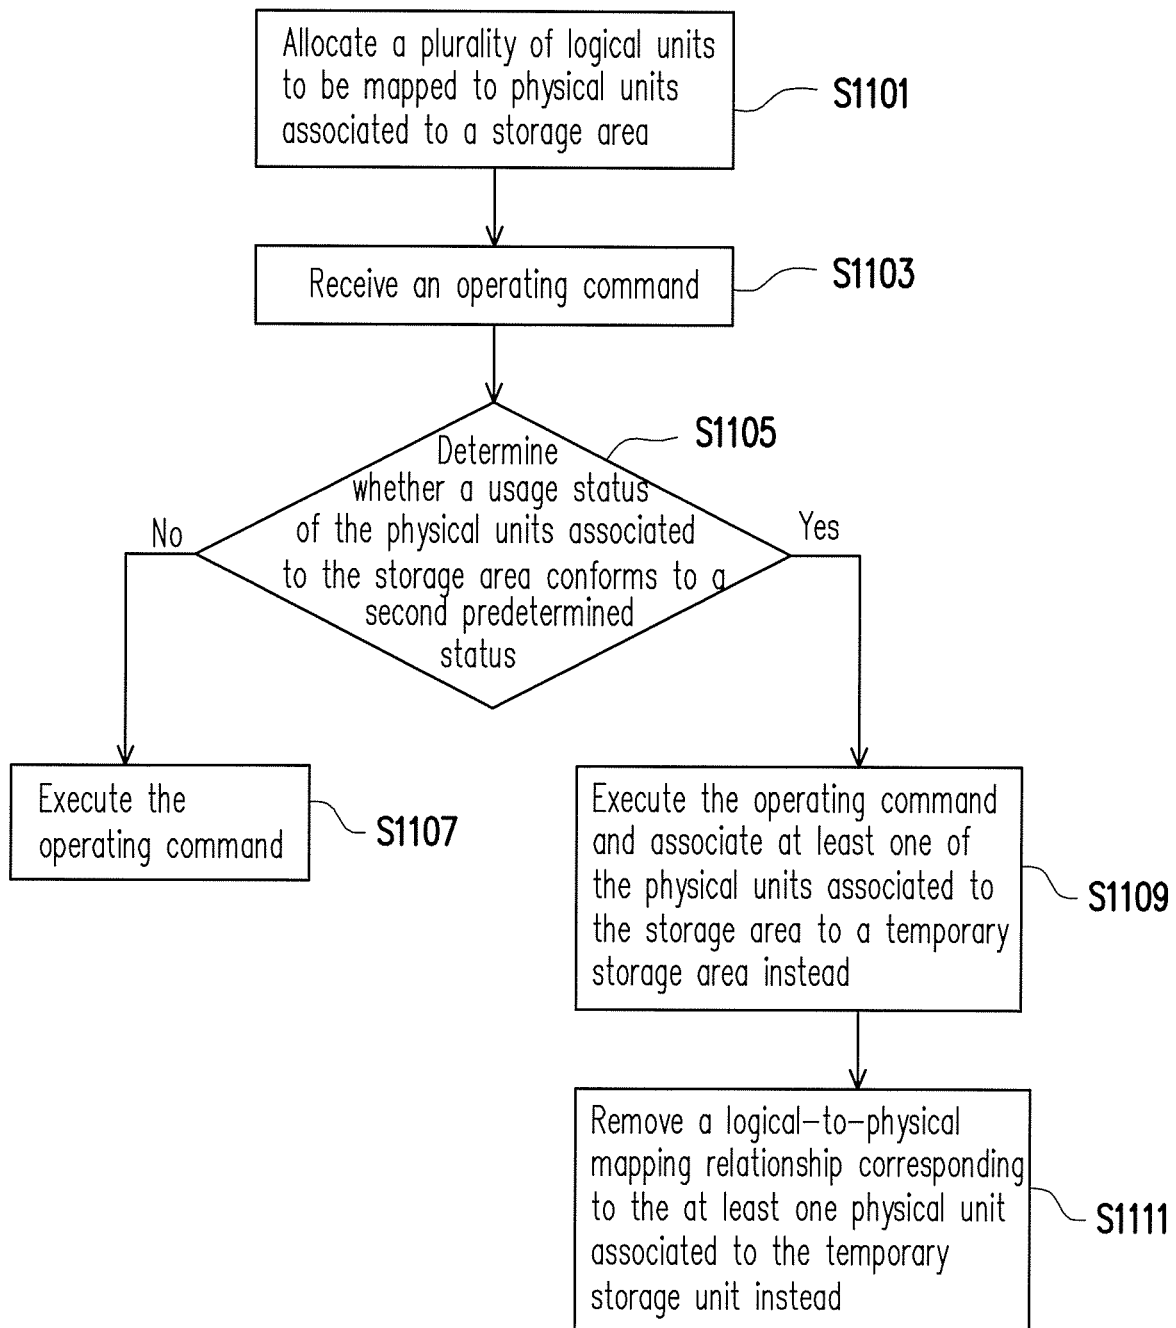 Allocate a plurality of logical units
to be mapped to physical units
associated to a storage area
S1101
Receive an operating command
S1103
Determine
whether a usage status
of the physical units associated
to the storage area conforms to a
second predetermined
status
S1105
No
Yes
Execute the
operating command
S1107
Execute the operating command
and associate at least one of
the physical units associated to
the storage area to a temporary
storage area instead
S1109
Remove a logical-to-physical
mapping relationship corresponding
to the at least one physical unit
associated to the temporary
storage unit instead
S1111